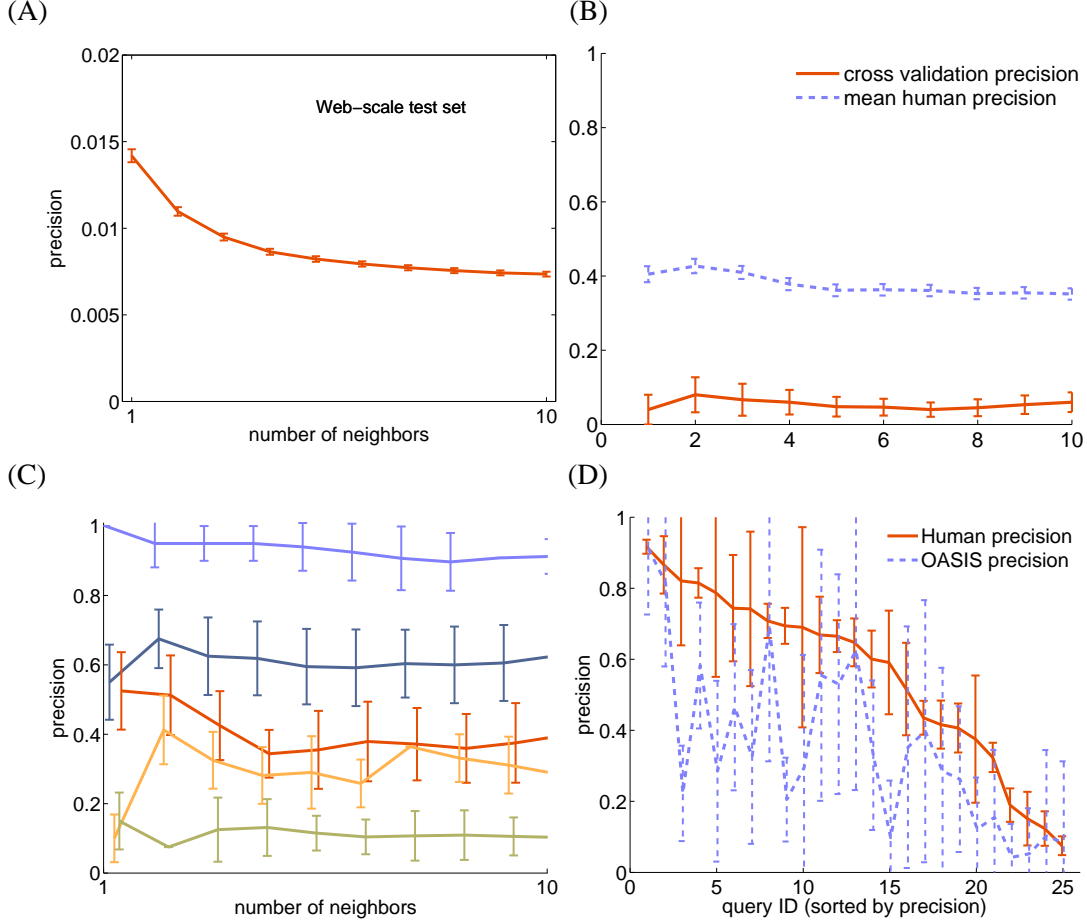 (A)
0.02
0.015
0.01
0.005
0
precision
Web-scale test set
1
10
number of neighbors
(B)
1
0.8
0.6
0.4
0.2
0
cross validation precision
mean human precision
0
2
4
6
8
10
(C)
1
0.8
0.6
0.4
0.2
0
precision
1
10
number of neighbors
(D)
1
0.8
0.6
0.4
0.2
0
precision
Human precision
OASIS precision
0
5
10
15
20
25
query ID (sorted by precision)